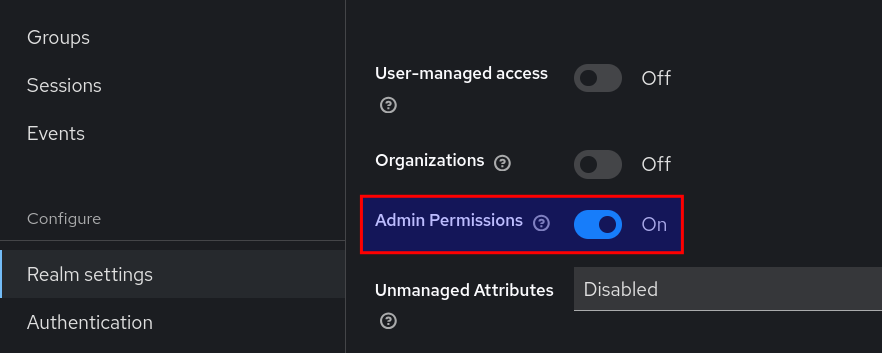 Groups
Sessions
Events
Configure
Realm settings
Authentication
User-managed access
Off
Organizations
Off
Admin Permissions
On
Unmanaged Attributes
Disabled